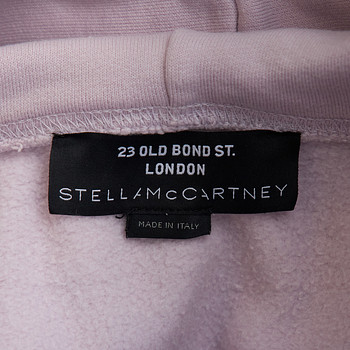 23 OLD BOND ST.
LONDON
STELLAMcCARTNEY
MADE IN ITALY